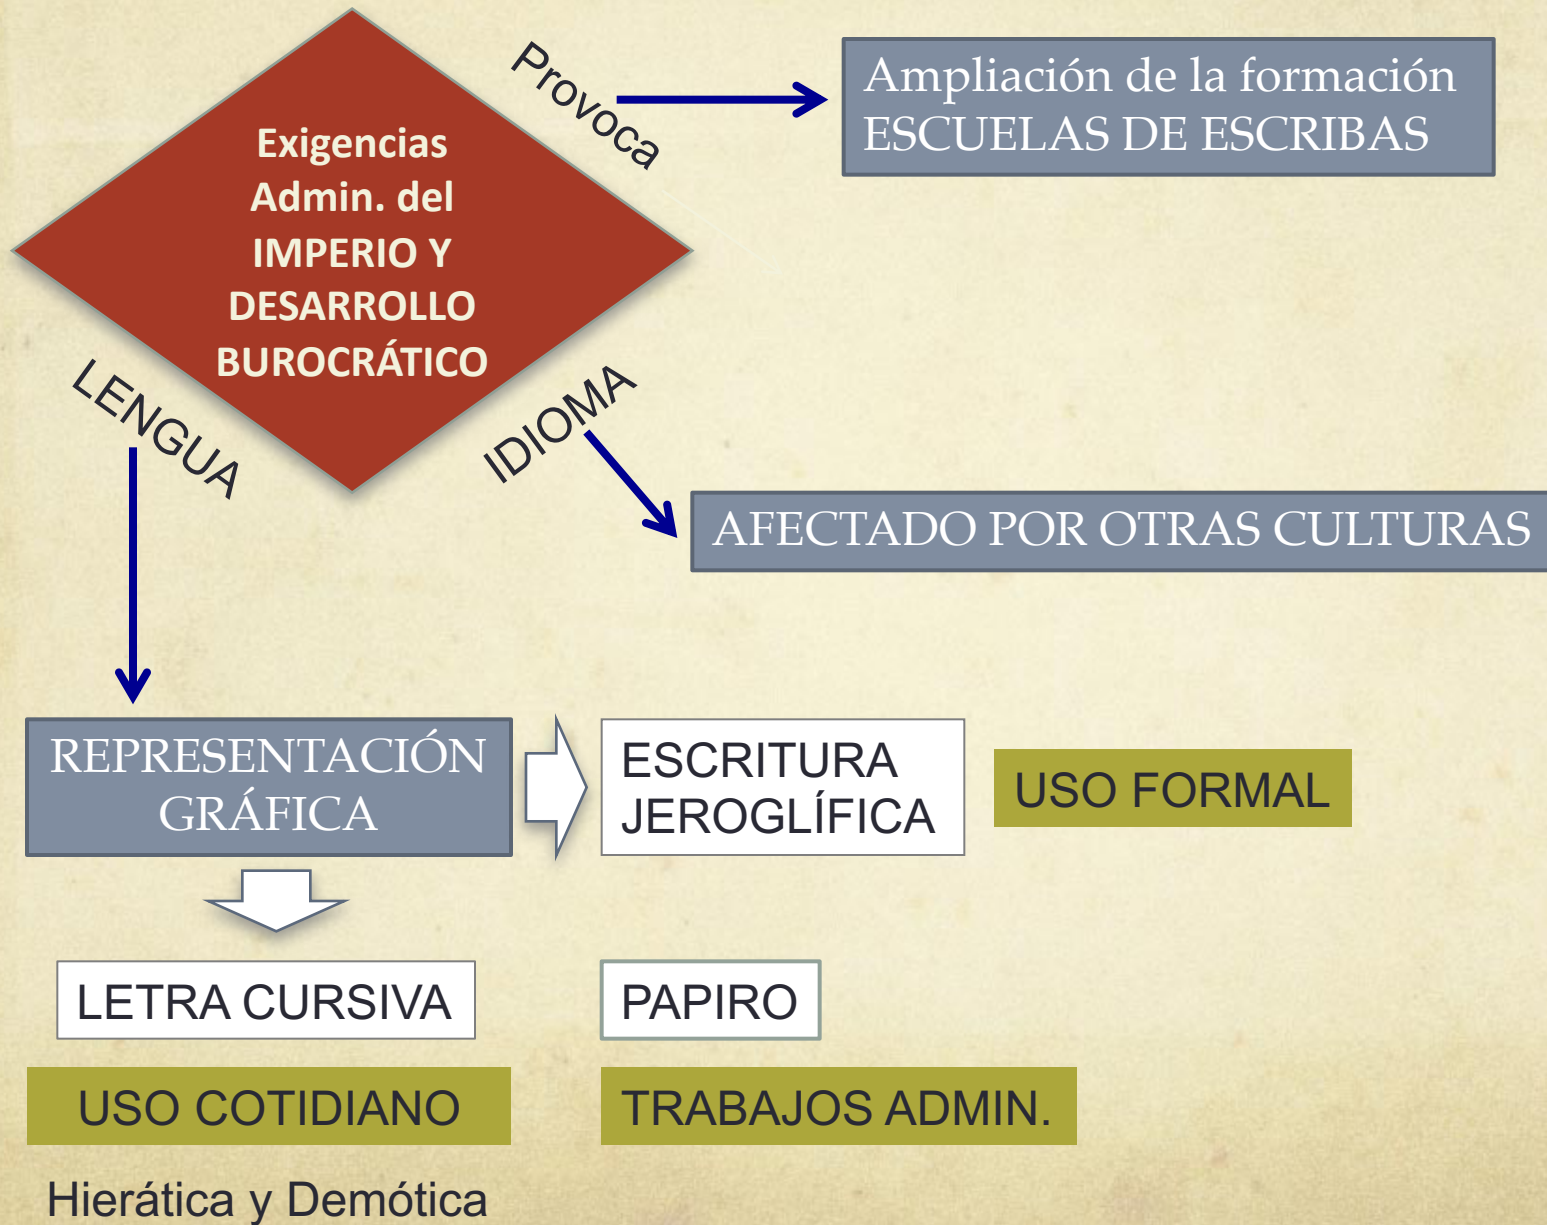 Exigencias
Admin. del
IMPERIO Y
DESARROLLO
BUROCRÁTICO
Provoca
Ampliación de la formación
ESCUELAS DE ESCRIBAS
LENGUA
IDIOMA
AFECTADO POR OTRAS CULTURAS
REPRESENTACIÓN
GRÁFICA
ESCRITURA
JEROGLÍFICA
USO FORMAL
LETRA CURSIVA
PAPIRO
USO COTIDIANO
TRABAJOS ADMIN.
Hierática y Demótica